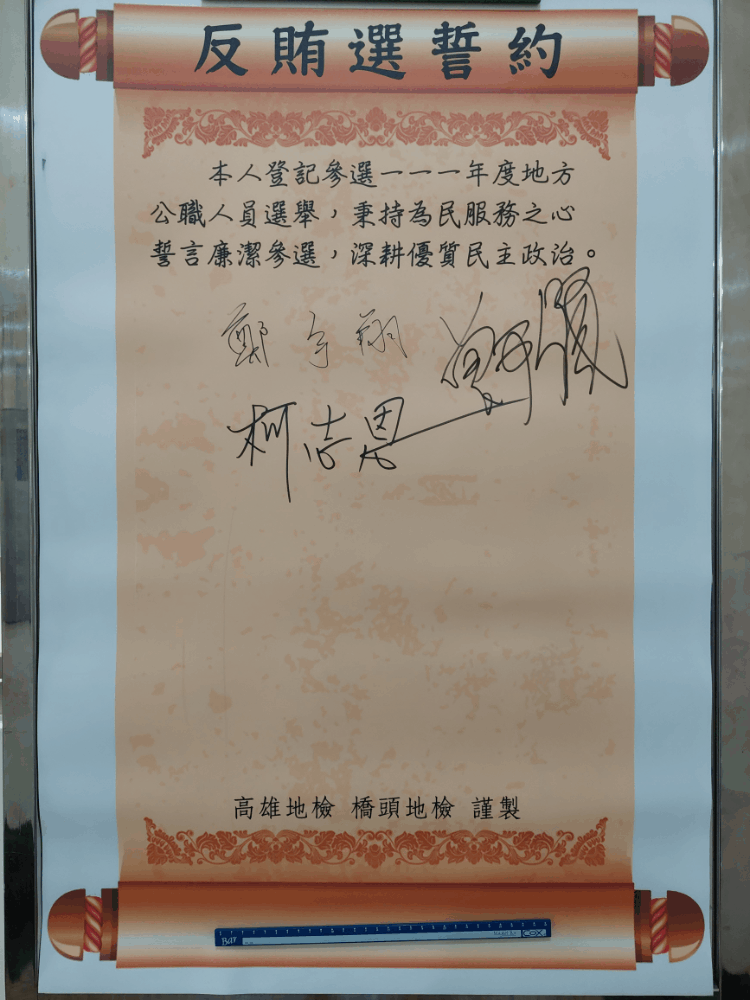 反賄選誓約
本人登記參選一一一年度地方
公職人員選舉，秉持為民服務之心
誓言廉潔參選，深耕優質民主政治。
鄭宇翔
柯志恩
高雄地檢 橋頭地檢 謹製